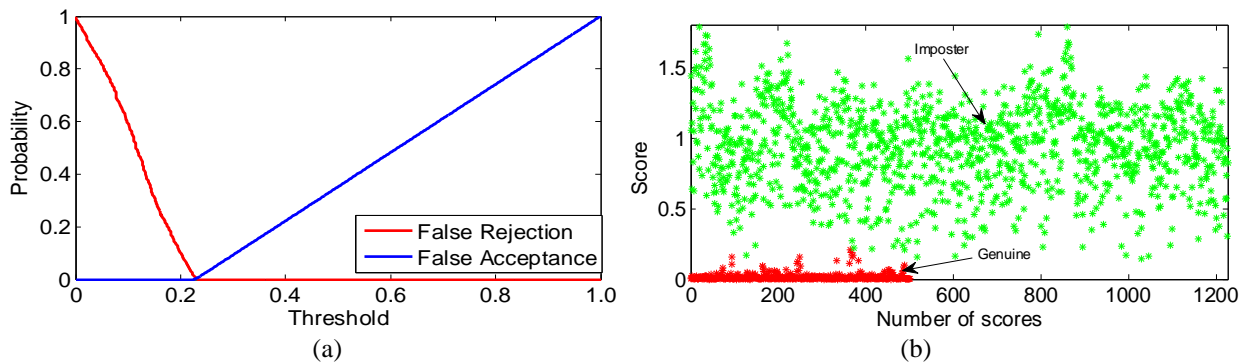 1
0.8
0.6
0.4
0.2
0
Probability
0 0.2 0.4 0.6 0.8 1.0
Threshold
False Rejection
False Acceptance
(a)
1.5
1
0.5
0
Score
Imposter
Genuine
0 200 400 600 800 1000 1200
Number of scores
(b)